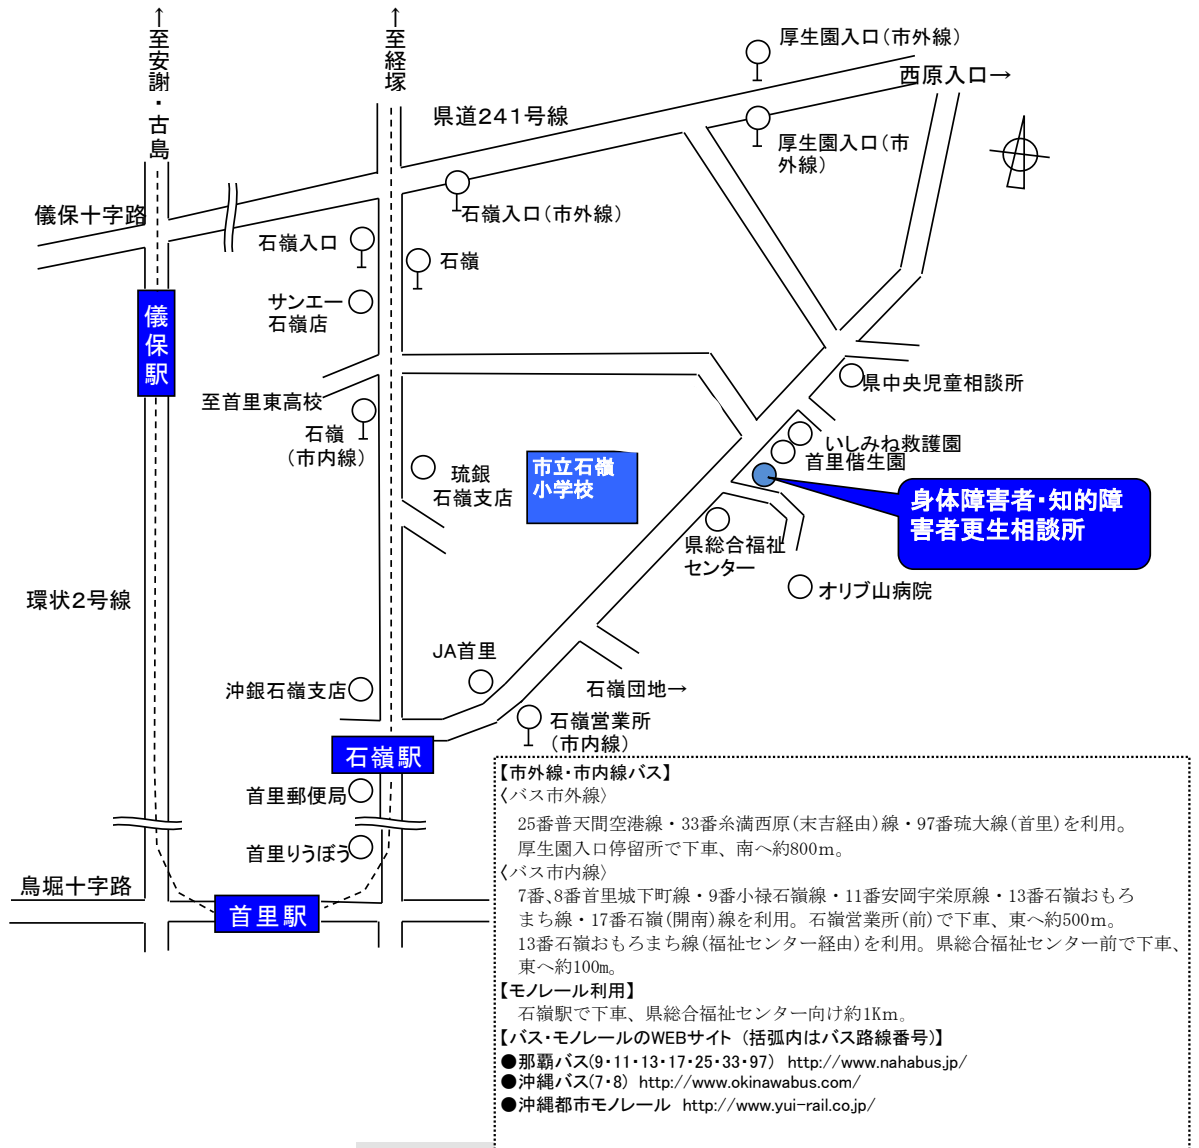 ↑至安謝・古島
↑至経塚
厚生園入口(市外線)
西原入口→
県道241号線
厚生園入口(市
外線)
儀保十字路
石嶺入口(市外線)
石嶺入口
石嶺
サンエー
石嶺店
儀保駅
県中央児童相談所
至首里東高校
石嶺
(市内線)
いしみね救護園
首里偕生園
琉銀
石嶺支店
市立石嶺
小学校
身体障害者・知的障
害者更生相談所
県総合福祉
センター
オリブ山病院
環状2号線
JA首里
沖銀石嶺支店
石嶺団地→
石嶺営業所
(市内線)
石嶺駅
首里郵便局
首里りうぼう
鳥堀十字路
首里駅
【市外線・市内線バス】
〈バス市外線〉
25番普天間空港線・33番糸満西原(末吉経由)線・97番琉大線(首里)を利用。
厚生園入口停留所で下車、南へ約800m。
〈バス市内線〉
7番、8番首里城下町線・9番小禄石嶺線・11番安岡宇栄原線・13番石嶺おもろ
まち線・17番石嶺(開南)線を利用。石嶺営業所(前)で下車、東へ約500m。
13番石嶺おもろまち線(福祉センター経由)を利用。県総合福祉センター前で下車、
東へ約100m。
【モノレール利用】
石嶺駅で下車、県総合福祉センター向け約1Km。
【バス・モノレールのWEBサイト (括弧内はバス路線番号)】
●那覇バス(9・11・13・17・25・33・97) http://www.nahabus.jp/
●沖縄バス(7・8) http://www.okinawabus.com/
●沖縄都市モノレール http://www.yui-rail.co.jp/